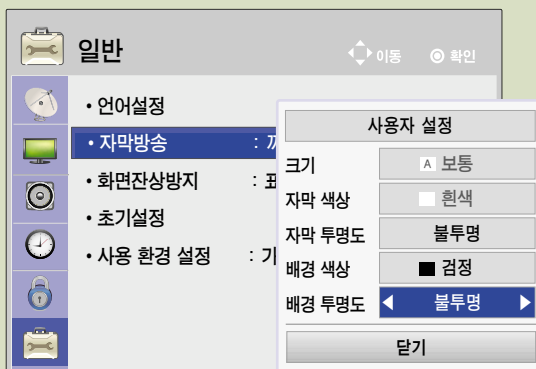 일반
이동 확인
• 언어설정
• 자막방송 :
• 화면잔상방지 : 표
• 초기설정
• 사용 환경 설정 : 기
사용자 설정
크기 A 보통
자막 색상 흰색
자막 투명도 불투명
배경 색상 검정
배경 투명도 불투명
닫기